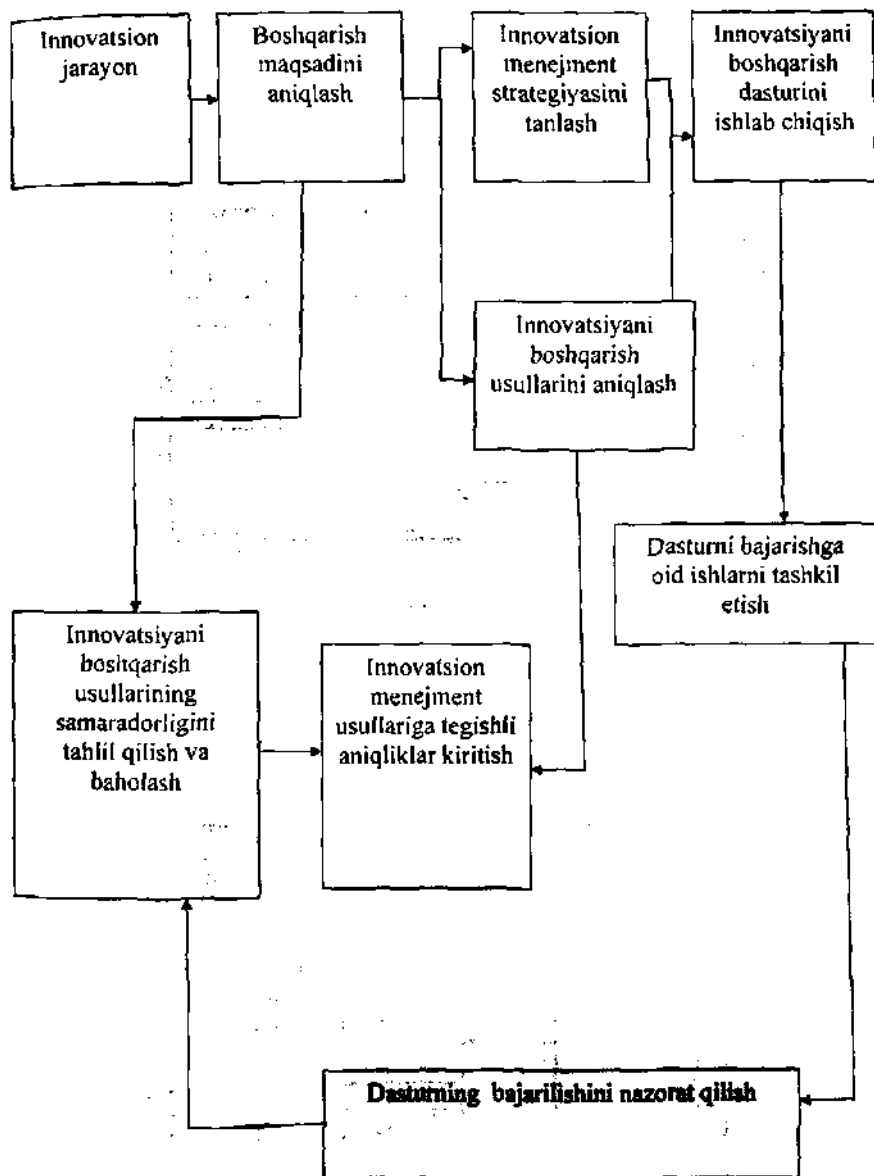 Innovatsion
jarayon
Boshqarish
maqsadini
aniqlash
Innovatsion
menejment
strategiyasini
tanlash
Innovatsiyani
boshqarish
dasturini
ishlab chiqish
Innovatsiyani
boshqarish
usullarini aniqlash
Dasturni bajarishga
oid ishlarni tashkil
etish
Innovatsiyani
boshqarish
usullarining
samaradorligini
tahlil qilish va
baholash
Innovatsion
menejment
usullariga tegishli
aniqliklar kiritish
Dasturning bajarilishini nazorat qilish